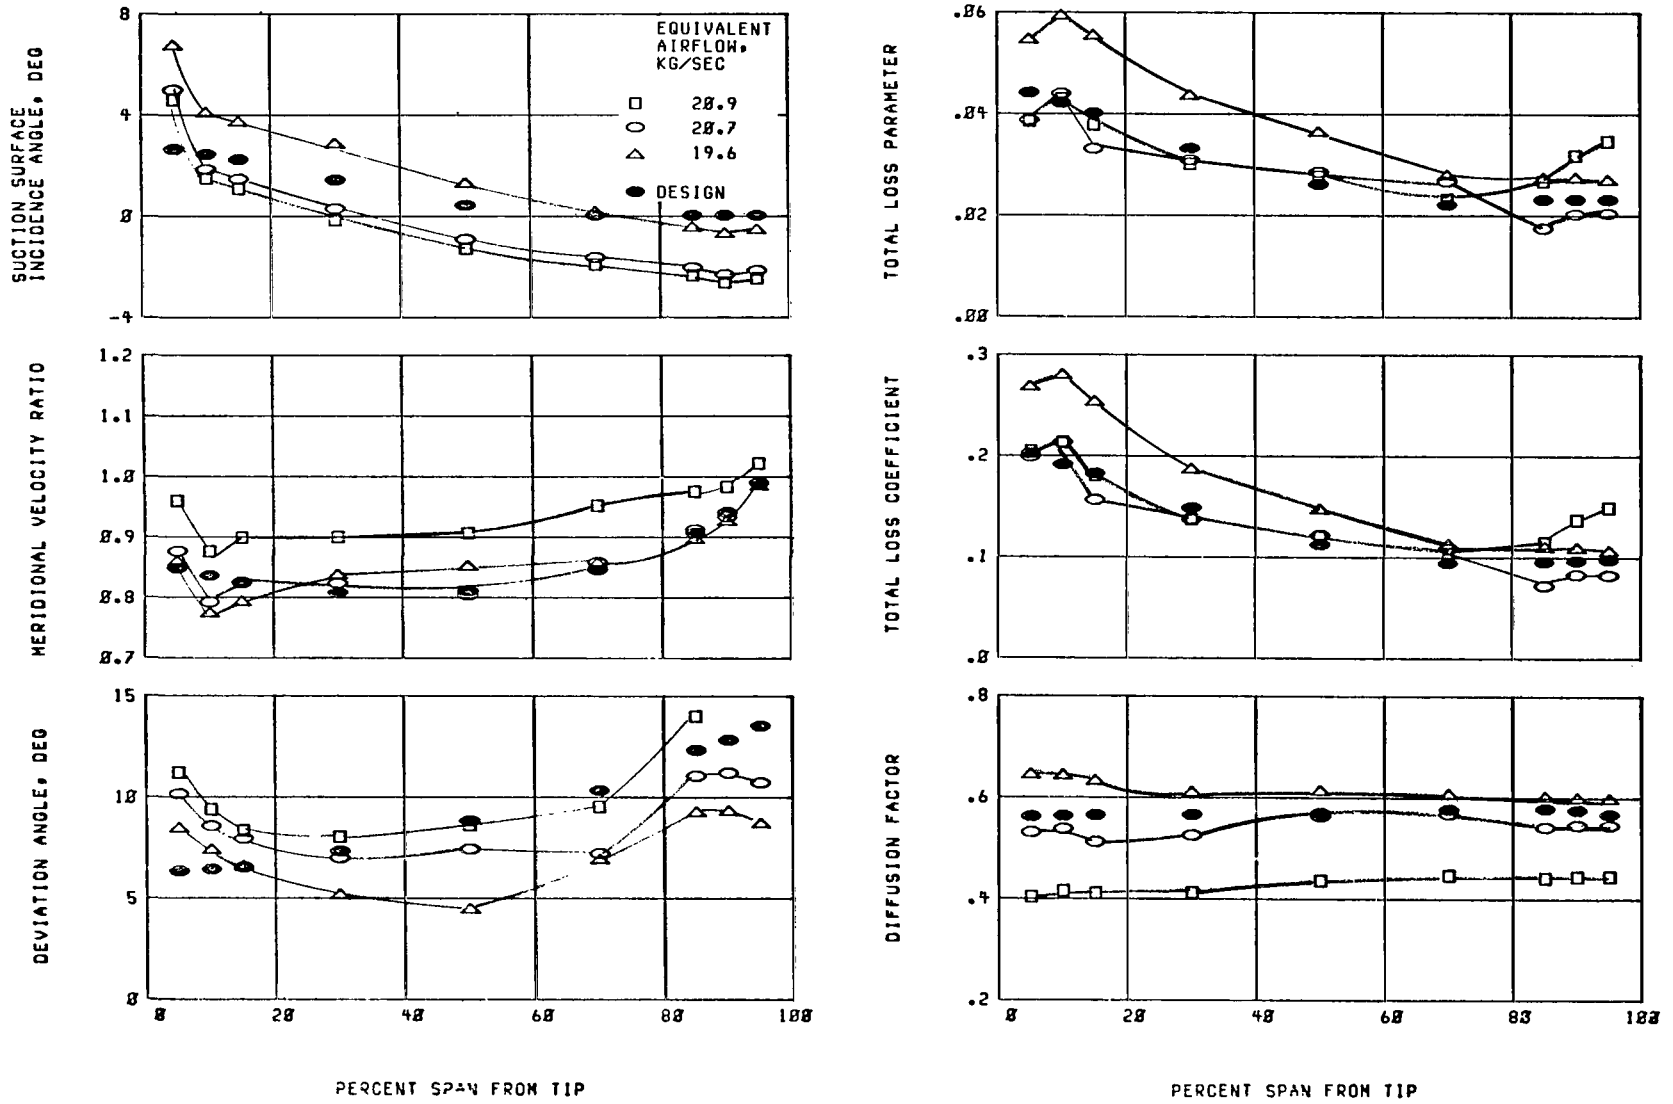 SUCTION SURFACE
INCIDENCE ANGLE, DEG
8
4
0
-4
EQUIVALENT
AIRFLOW,
KG/SEC
20.9
20.7
19.6
DESIGN
TOTAL LOSS PARAMETER
.06
.04
.02
.00
MERIDIONAL VELOCITY RATIO
1.2
1.1
1.0
0.9
0.8
0.7
TOTAL LOSS COEFFICIENT
.3
.2
.1
.0
DEVIATION ANGLE, DEG
15
10
5
0
0 20 40 60 80 100
PERCENT SPAN FROM TIP
DIFFUSION FACTOR
.8
.6
.4
.2
0 20 40 60 80 100
PERCENT SPAN FROM TIP